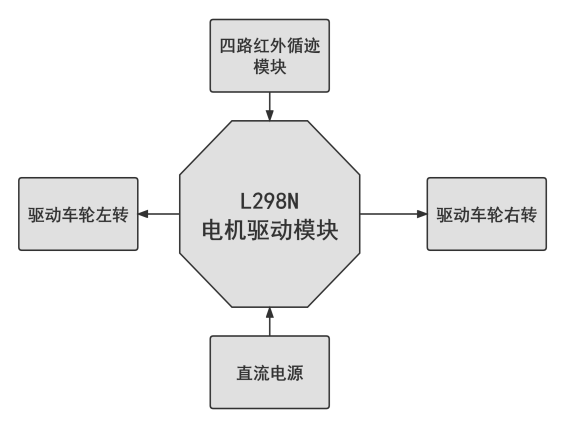 四路红外循迹
模块
L298N
电机驱动模块
驱动车轮左转
驱动车轮右转
直流电源